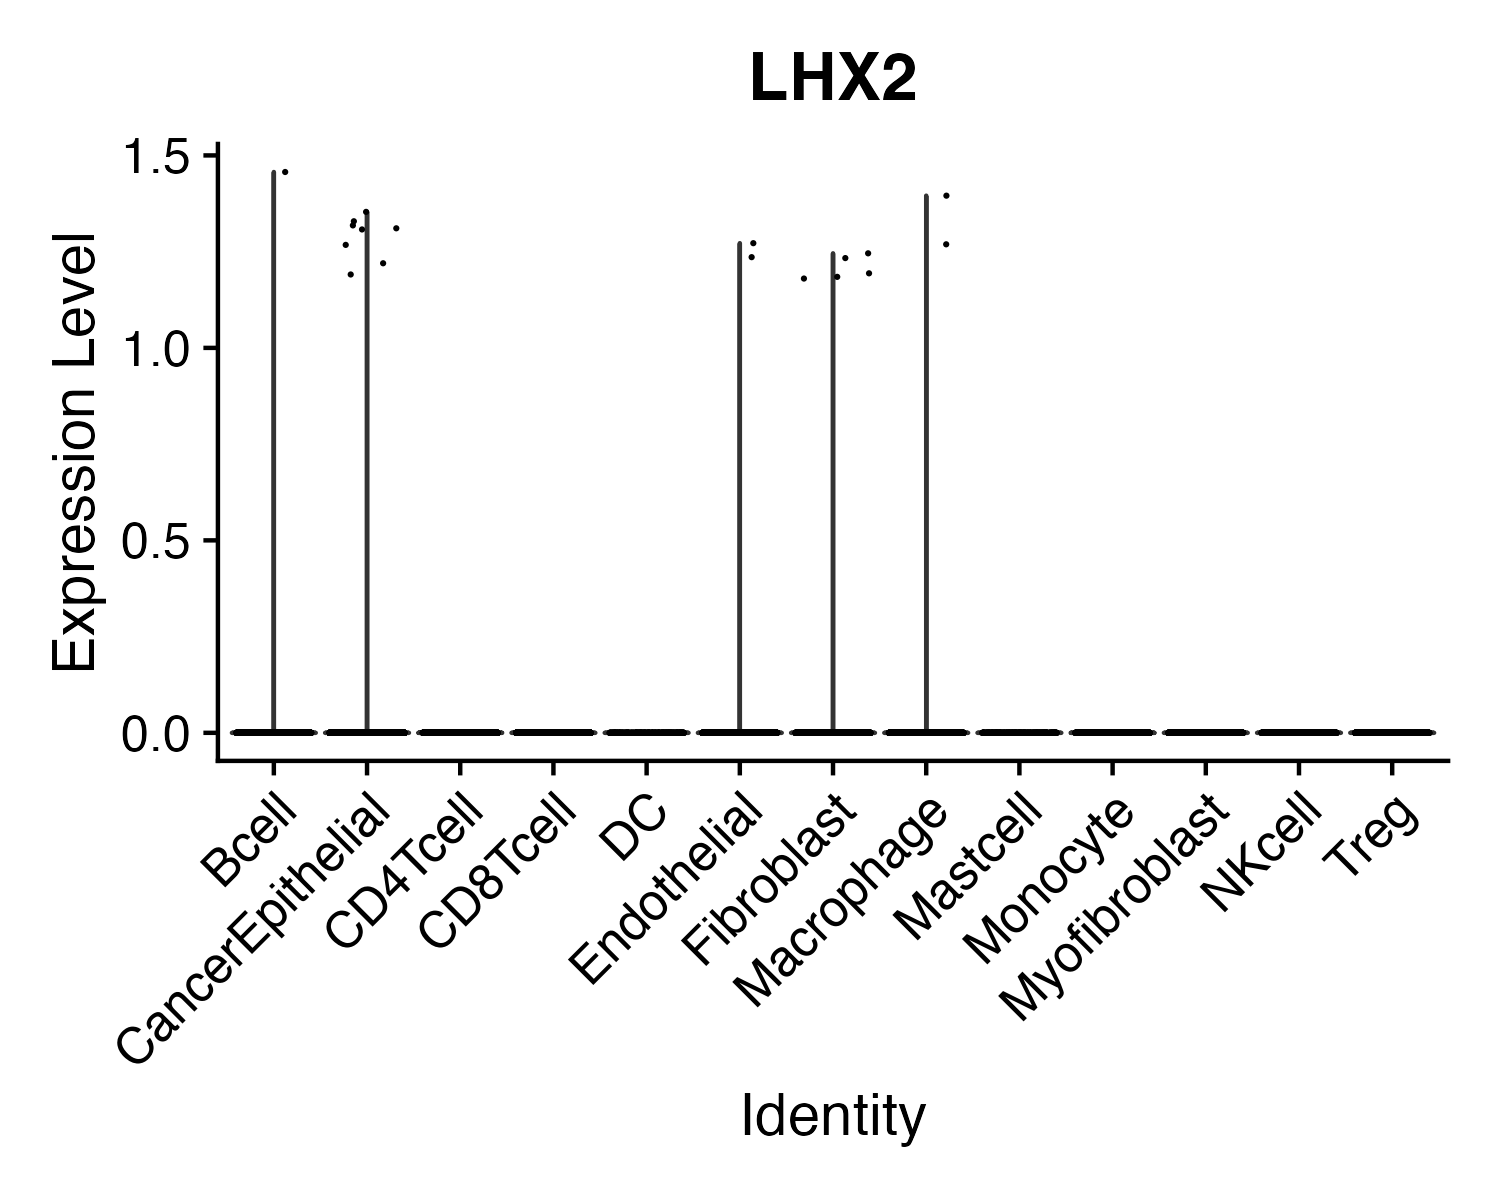 LHX2
Expression Level
1.5
1.0
0.5
0.0
Bcell
CancerEpithelial
CD4Tcell
CD8Tcell
DC
Endothelial
Fibroblast
Macrophage
Mastcell
Monocyte
Myofibroblast
NKcell
Treg
Identity